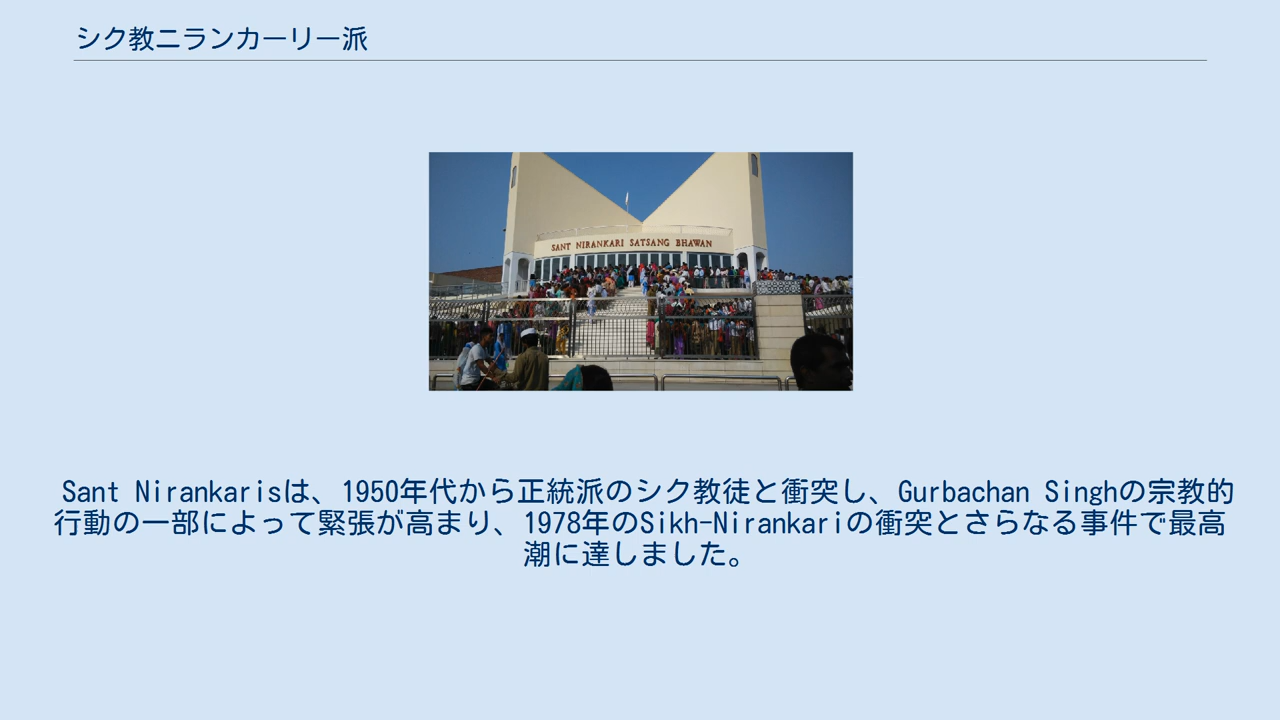 シク教ニランカーリー派
SANT NIRANKARI SATSANG BHAWAN
Sant Nirankarisは、1950年代から正統派のシク教徒と衝突し、Gurbachan Singhの宗教的
行動の一部によって緊張が高まり、1978年のSikh-Nirankariの衝突とさらなる事件で最高
潮に達しました。